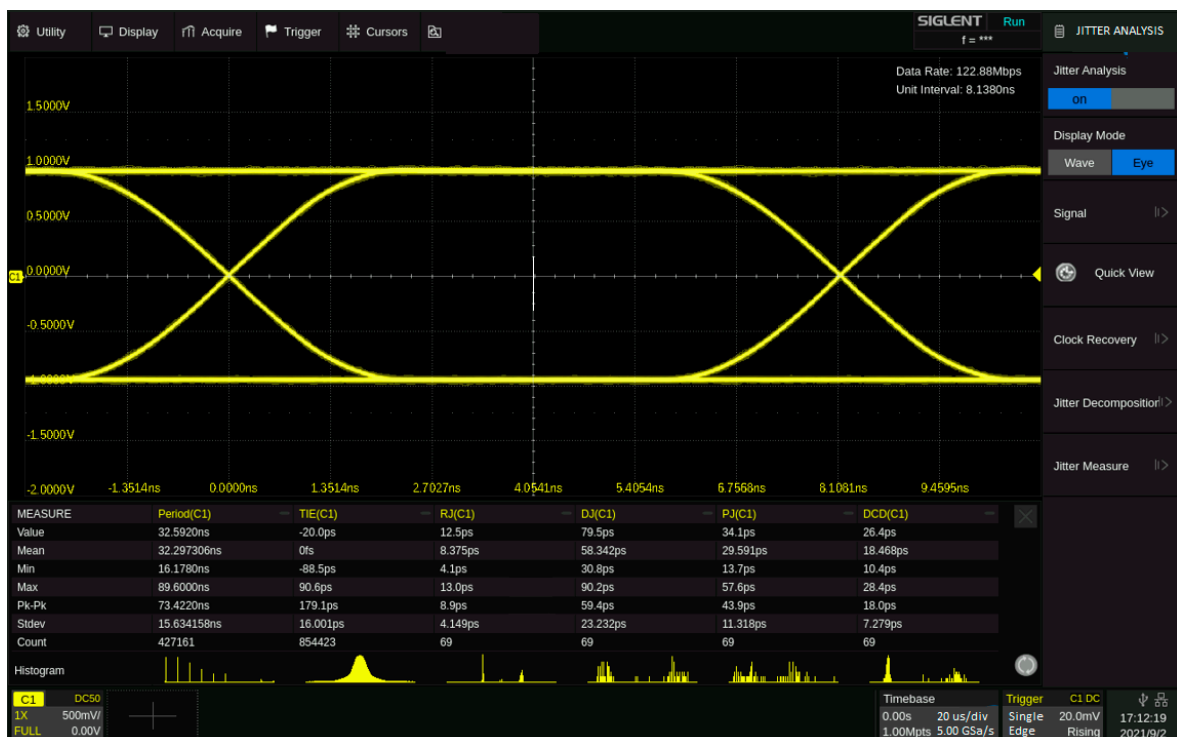 Utility Display Acquire Trigger Cursors SIGLENT Run JITTER ANALYSIS
f = ***
Data Rate: 122.88Mbps
Unit Interval: 8.1380ns
Jitter Analysis
on
Display Mode
Wave Eye
Signal
Quick View
Clock Recovery
Jitter Decomposition
Jitter Measure
1.5000V
1.0000V
0.5000V
C1 0.0000V
-0.5000V
-1.0000V
-1.5000V
-2.0000V -1.3514ns 0.0000ns 1.3514ns 2.7027ns 4.0541ns 5.4054ns 6.7568ns 8.1081ns 9.4595ns
MEASURE Period(C1) TIE(C1) RJ(C1) DJ(C1) PJ(C1) DCD(C1)
Value 32.5920ns -20.0ps 12.5ps 79.5ps 34.1ps 26.4ps
Mean 32.297306ns 0fs 8.375ps 58.342ps 29.591ps 18.468ps
Min 16.1780ns -88.5ps 4.1ps 30.8ps 13.7ps 10.4ps
Max 89.6000ns 90.6ps 13.0ps 90.2ps 57.6ps 28.4ps
Pk-Pk 73.4220ns 179.1ps 8.9ps 59.4ps 43.9ps 18.0ps
Stdev 15.634158ns 16.001ps 4.149ps 23.232ps 11.318ps 7.279ps
Count 427161 854423 69 69 69 69
Histogram
C1 DC50 Timebase Trigger C1 DC
1X 500mV/ 0.00s 20 us/div Single 20.0mV 17:12:19
FULL 0.00V 1.00Mpts 5.00 GSa/s Edge Rising 2021/9/2